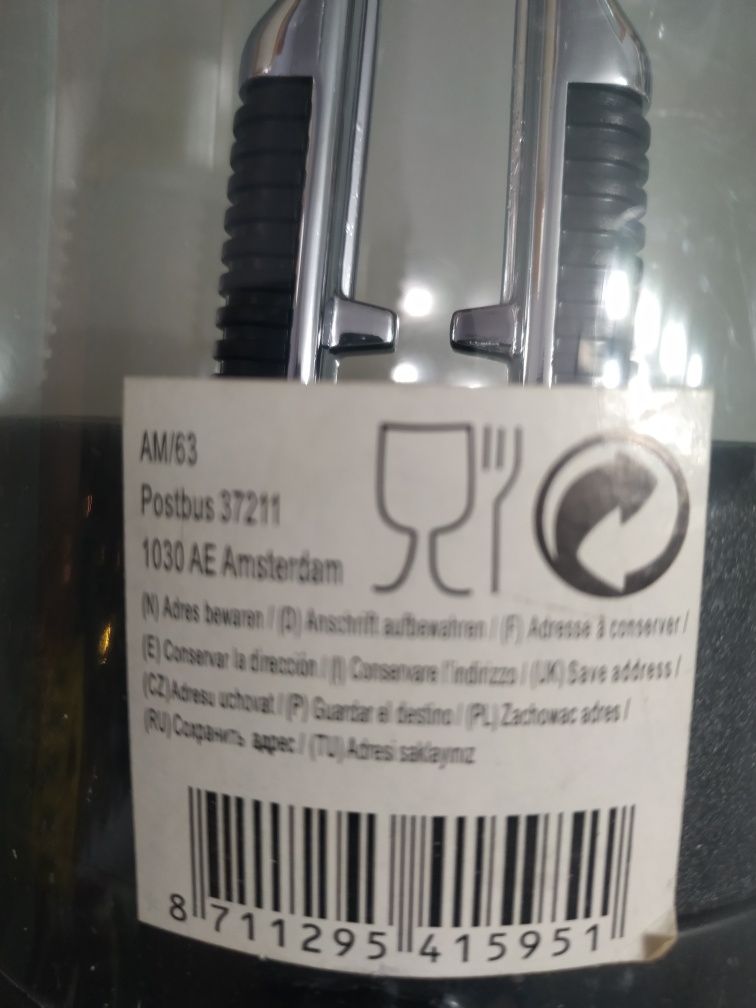 AM/63
Postbus 37211
1030 AE Amsterdam
(N) Adres bewaren / (D) Anschrift aufbewahren / (F) Adresse à conserver /
(E) Conservar la dirección / (I) Conservare l'indirizzo / (UK) Save address /
(CZ) Adresu uchovat / (P) Guardar el destino / (PL) Zachowac adres /
(RU) Сохранить адрес / (TU) Adresi saklayınız
8 711295 415951